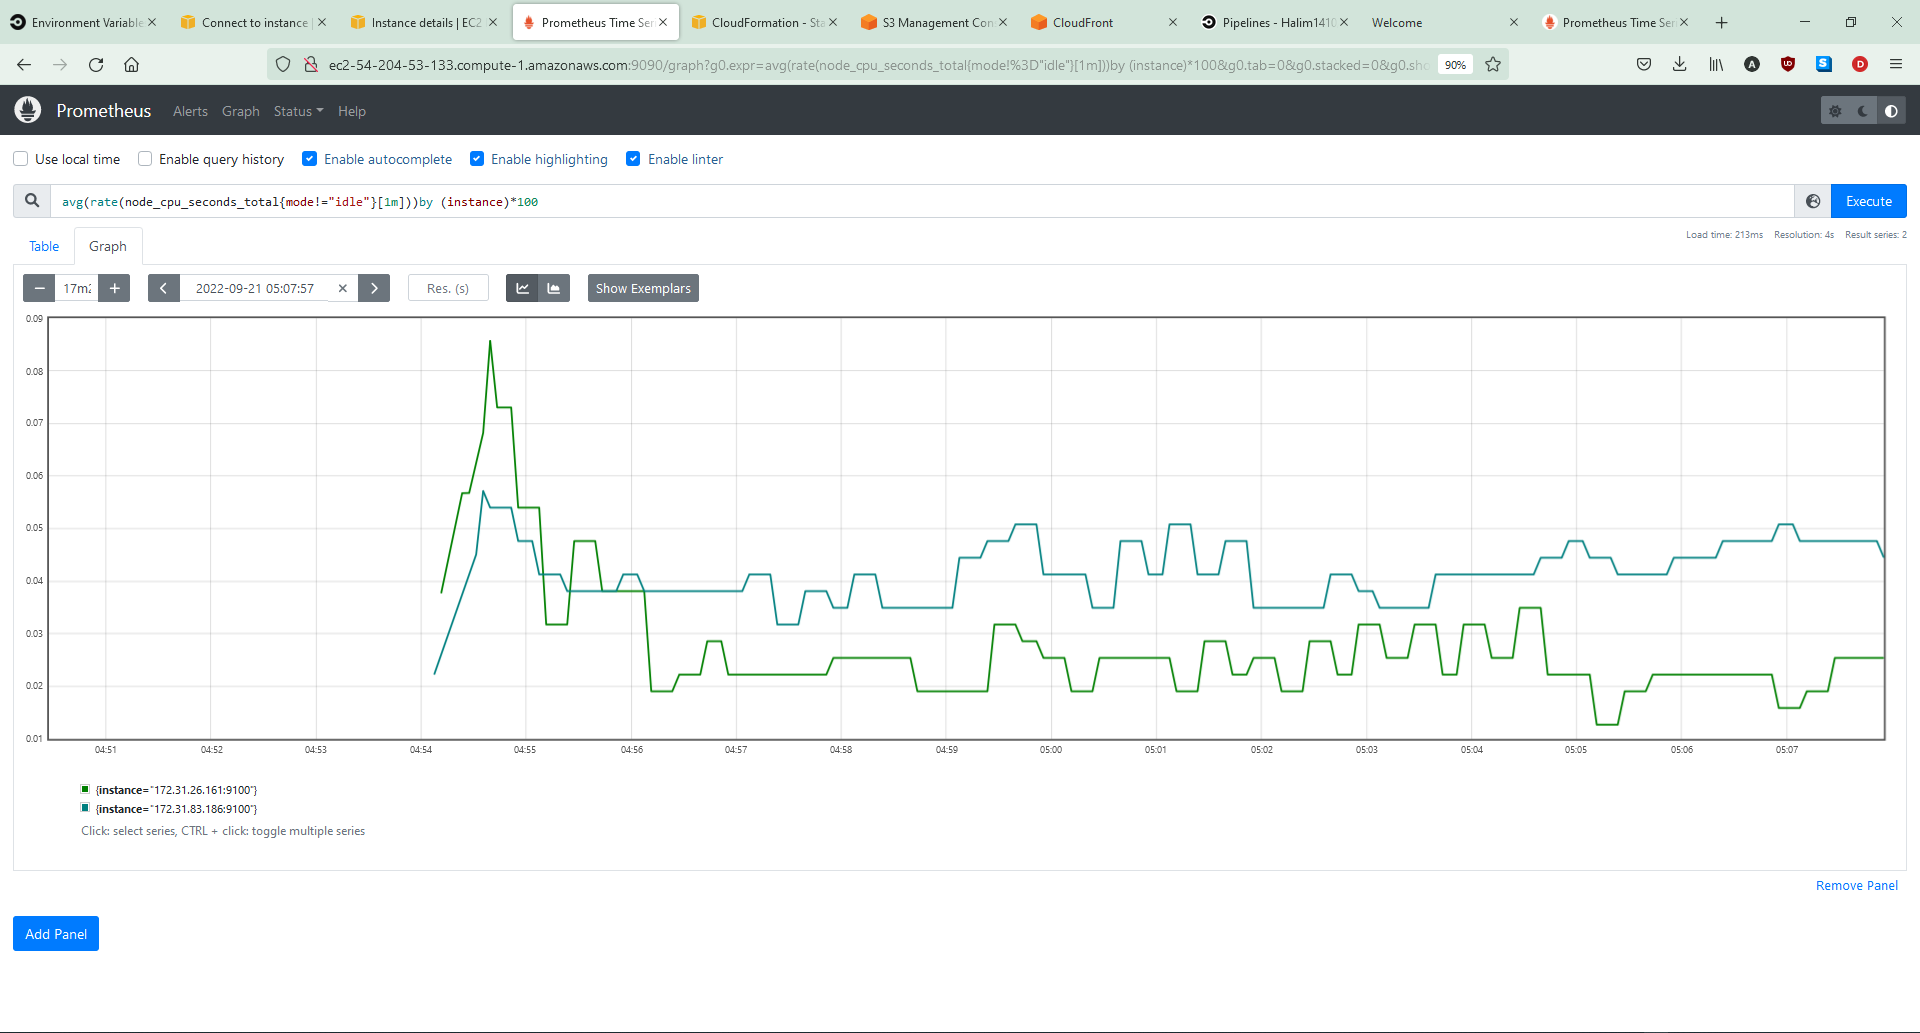 Environment Variable
Connect to instance |
Instance details | EC2
Prometheus Time Ser
CloudFormation - Sta
S3 Management Con
CloudFront
Pipelines - Halim1410
Welcome
Prometheus Time Ser
ec2-54-204-53-133.compute-1.amazonaws.com:9090/graph?g0.expr=avg(rate(node_cpu_seconds_total{mode!%3D"idle"}[1m]))by (instance)*100&g0.tab=0&g0.stacked=0&g0.sho
90%
A
UD
S
D
Prometheus
Alerts
Graph
Status
Help
Use local time
Enable query history
Enable autocomplete
Enable highlighting
Enable linter
avg(rate(node_cpu_seconds_total{mode!="idle"}[1m]))by (instance)*100
Execute
Table
Graph
Load time: 213ms
Resolution: 4s
Result series: 2
17m2
2022-09-21 05:07:57
Res. (s)
Show Exemplars
0.09
0.08
0.07
0.06
0.05
0.04
0.03
0.02
0.01
04:51
04:52
04:53
04:54
04:55
04:56
04:57
04:58
04:59
05:00
05:01
05:02
05:03
05:04
05:05
05:06
05:07
{instance="172.31.26.161:9100"}
{instance="172.31.83.186:9100"}
Click: select series, CTRL + click: toggle multiple series
Remove Panel
Add Panel